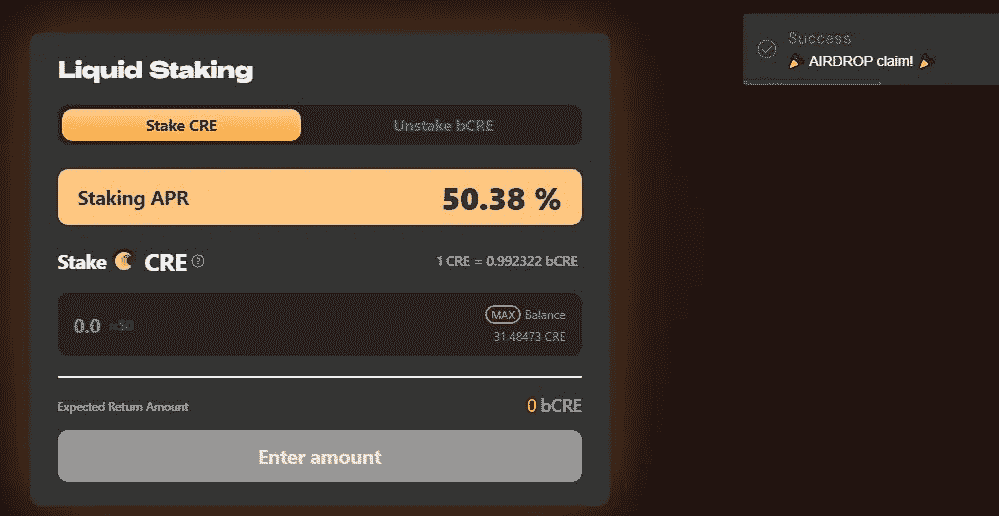 Liquid Staking
Stake CRE
Unstake bCRE
Staking APR
50.38 %
Stake CRE ?
1 CRE = 0.992322 bCRE
0.0 ≈$0
MAX Balance
31.48473 CRE
Expected Return Amount
0 bCRE
Enter amount
Success
🎉 AIRDROP claim! 🎉